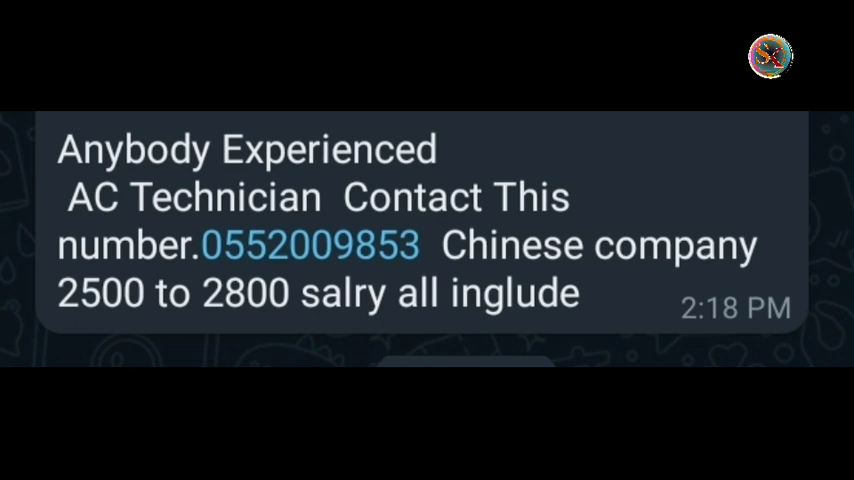 Anybody Experienced
AC Technician Contact This
number.0552009853 Chinese company
2500 to 2800 salry all inglude
2:18 PM